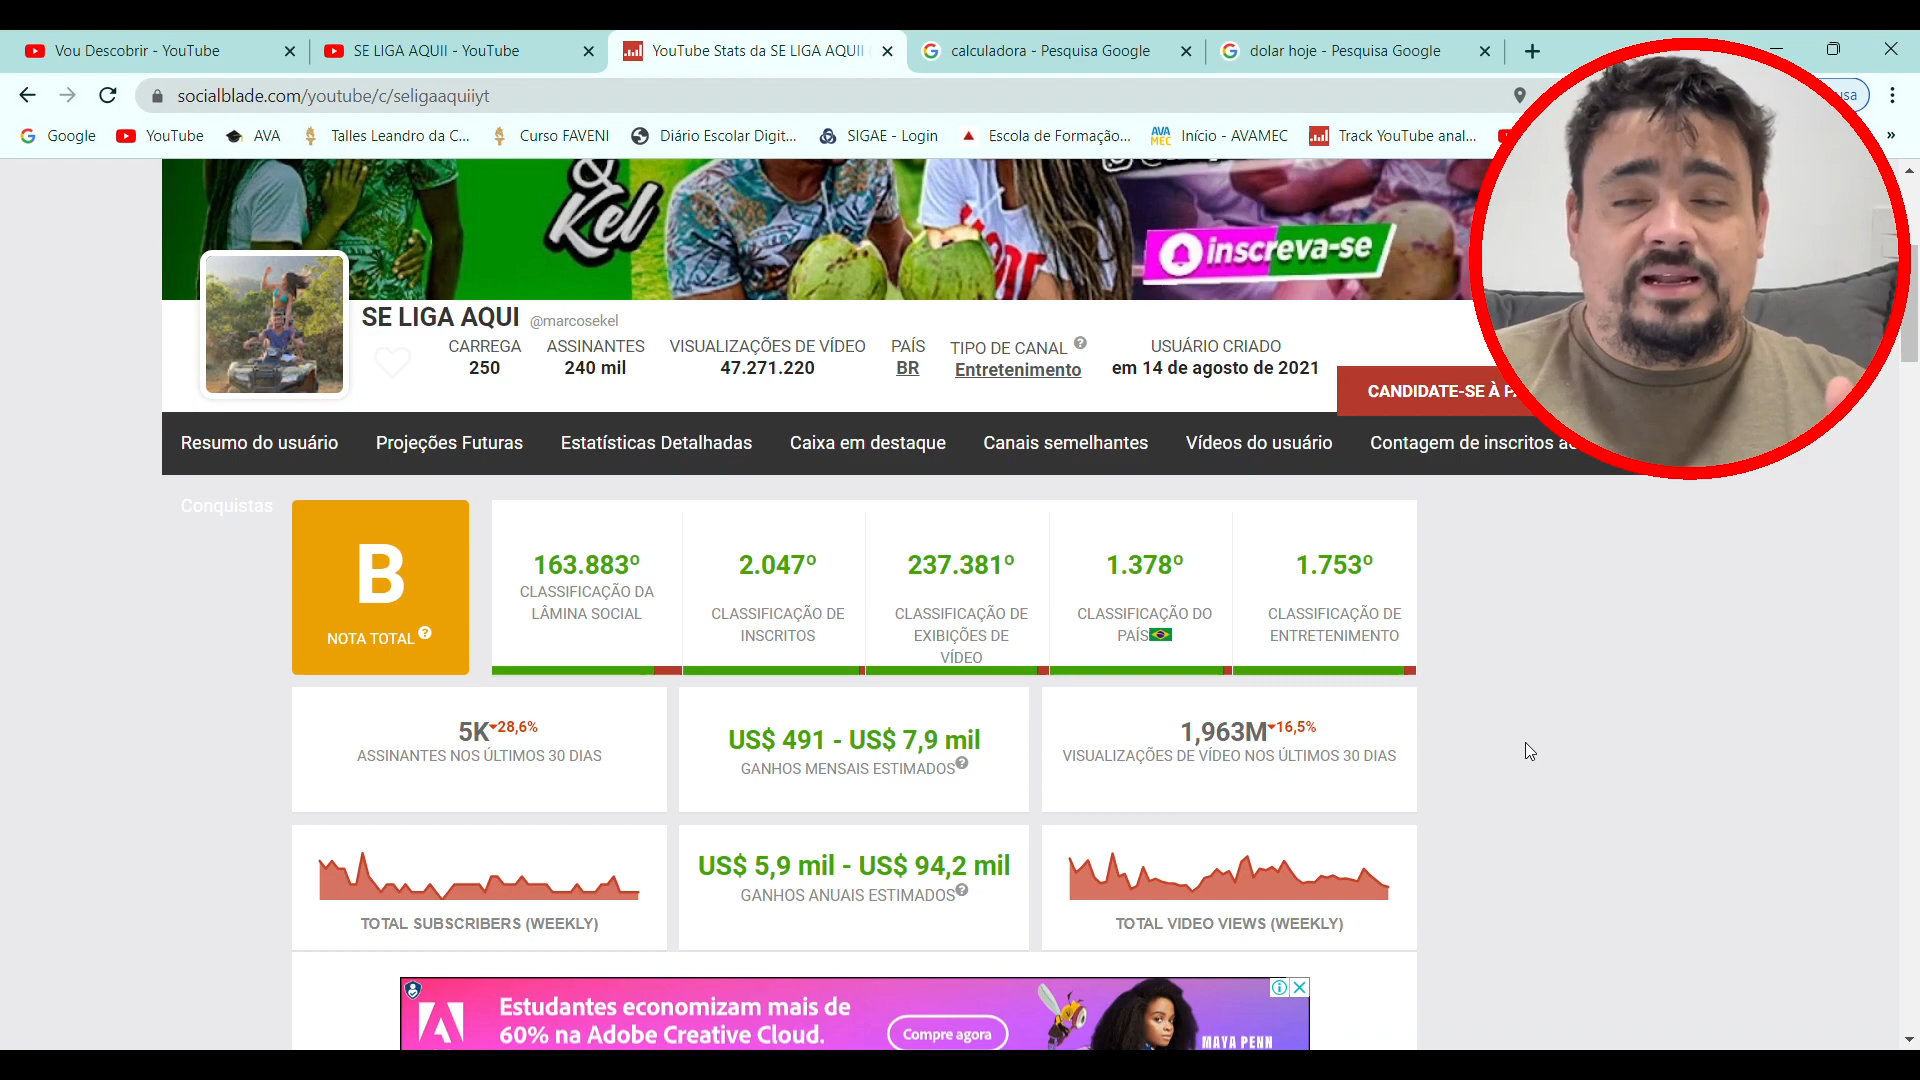 Vou Descobrir - YouTube
SE LIGA AQUII - YouTube
YouTube Stats da SE LIGA AQUII
calculadora - Pesquisa Google
dolar hoje - Pesquisa Google
socialblade.com/youtube/c/seligaaquiiyt
usa
Google
YouTube
AVA
Talles Leandro da C...
Curso FAVENI
Diário Escolar Digit...
SIGAE - Login
Escola de Formação...
AVA MEC
Início - AVAMEC
Track YouTube anal...
»
&
Kel
inscreva-se
SE LIGA AQUI @marcosekel
CARREGA
250
ASSINANTES
240 mil
VISUALIZAÇÕES DE VÍDEO
47.271.220
PAÍS
BR
TIPO DE CANAL
Entretenimento
USUÁRIO CRIADO
em 14 de agosto de 2021
CANDIDATE-SE À
Resumo do usuário
Projeções Futuras
Estatísticas Detalhadas
Caixa em destaque
Canais semelhantes
Vídeos do usuário
Contagem de inscritos
Conquistas
B
NOTA TOTAL
163.883º
CLASSIFICAÇÃO DA
LÂMINA SOCIAL
2.047º
CLASSIFICAÇÃO DE
INSCRITOS
237.381º
CLASSIFICAÇÃO DE
EXIBIÇÕES DE
VÍDEO
1.378º
CLASSIFICAÇÃO DO
PAÍS
1.753º
CLASSIFICAÇÃO DE
ENTRETENIMENTO
5K 28,6%
ASSINANTES NOS ÚLTIMOS 30 DIAS
US$ 491 - US$ 7,9 mil
GANHOS MENSAIS ESTIMADOS
1,963M 16,5%
VISUALIZAÇÕES DE VÍDEO NOS ÚLTIMOS 30 DIAS
TOTAL SUBSCRIBERS (WEEKLY)
US$ 5,9 mil - US$ 94,2 mil
GANHOS ANUAIS ESTIMADOS
TOTAL VIDEO VIEWS (WEEKLY)
Estudantes economizam mais de
60% na Adobe Creative Cloud.
Compre agora
MAYA PENN